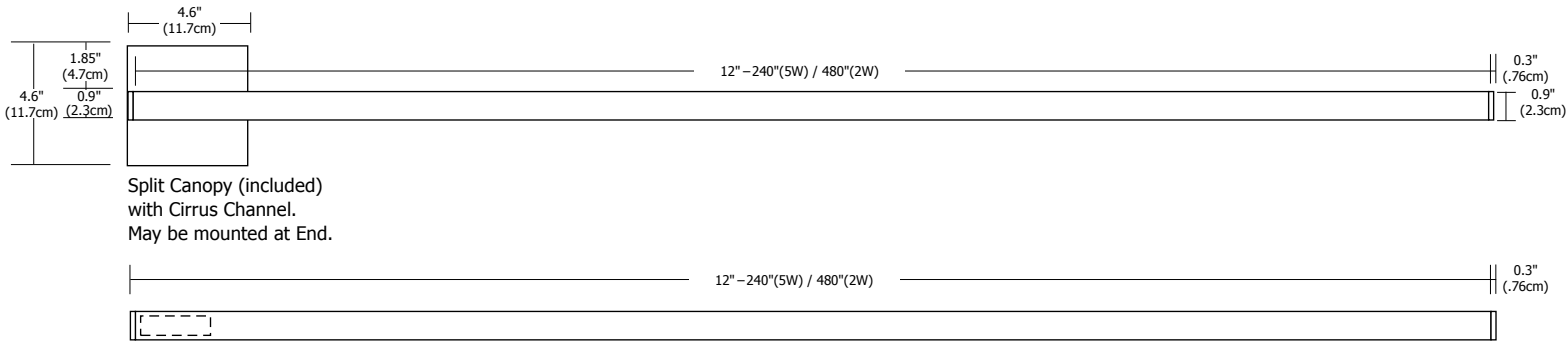 4.6"
(11.7cm)
1.85"
(4.7cm)
4.6"
(11.7cm)
0.9"
(2.3cm)
12"–240"(5W) / 480"(2W)
0.3"
(.76cm)
0.9"
(2.3cm)
Split Canopy (included)
with Cirrus Channel.
May be mounted at End.
12"–240"(5W) / 480"(2W)
0.3"
(.76cm)